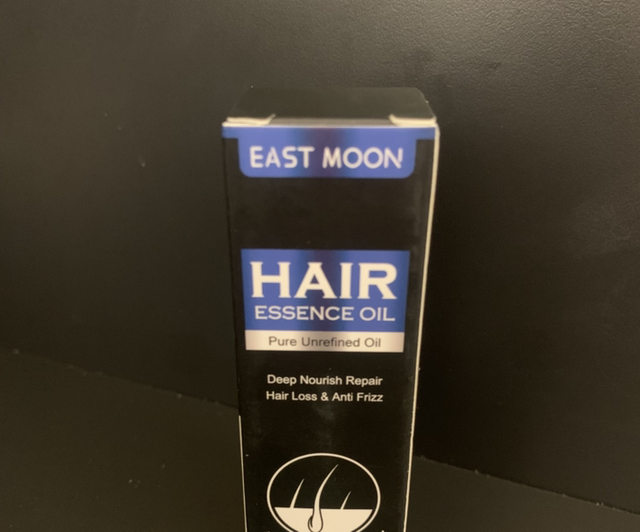 EAST MOON
HAIR
ESSENCE OIL
Pure Unrefined Oil
Deep Nourish Repair
Hair Loss & Anti Frizz